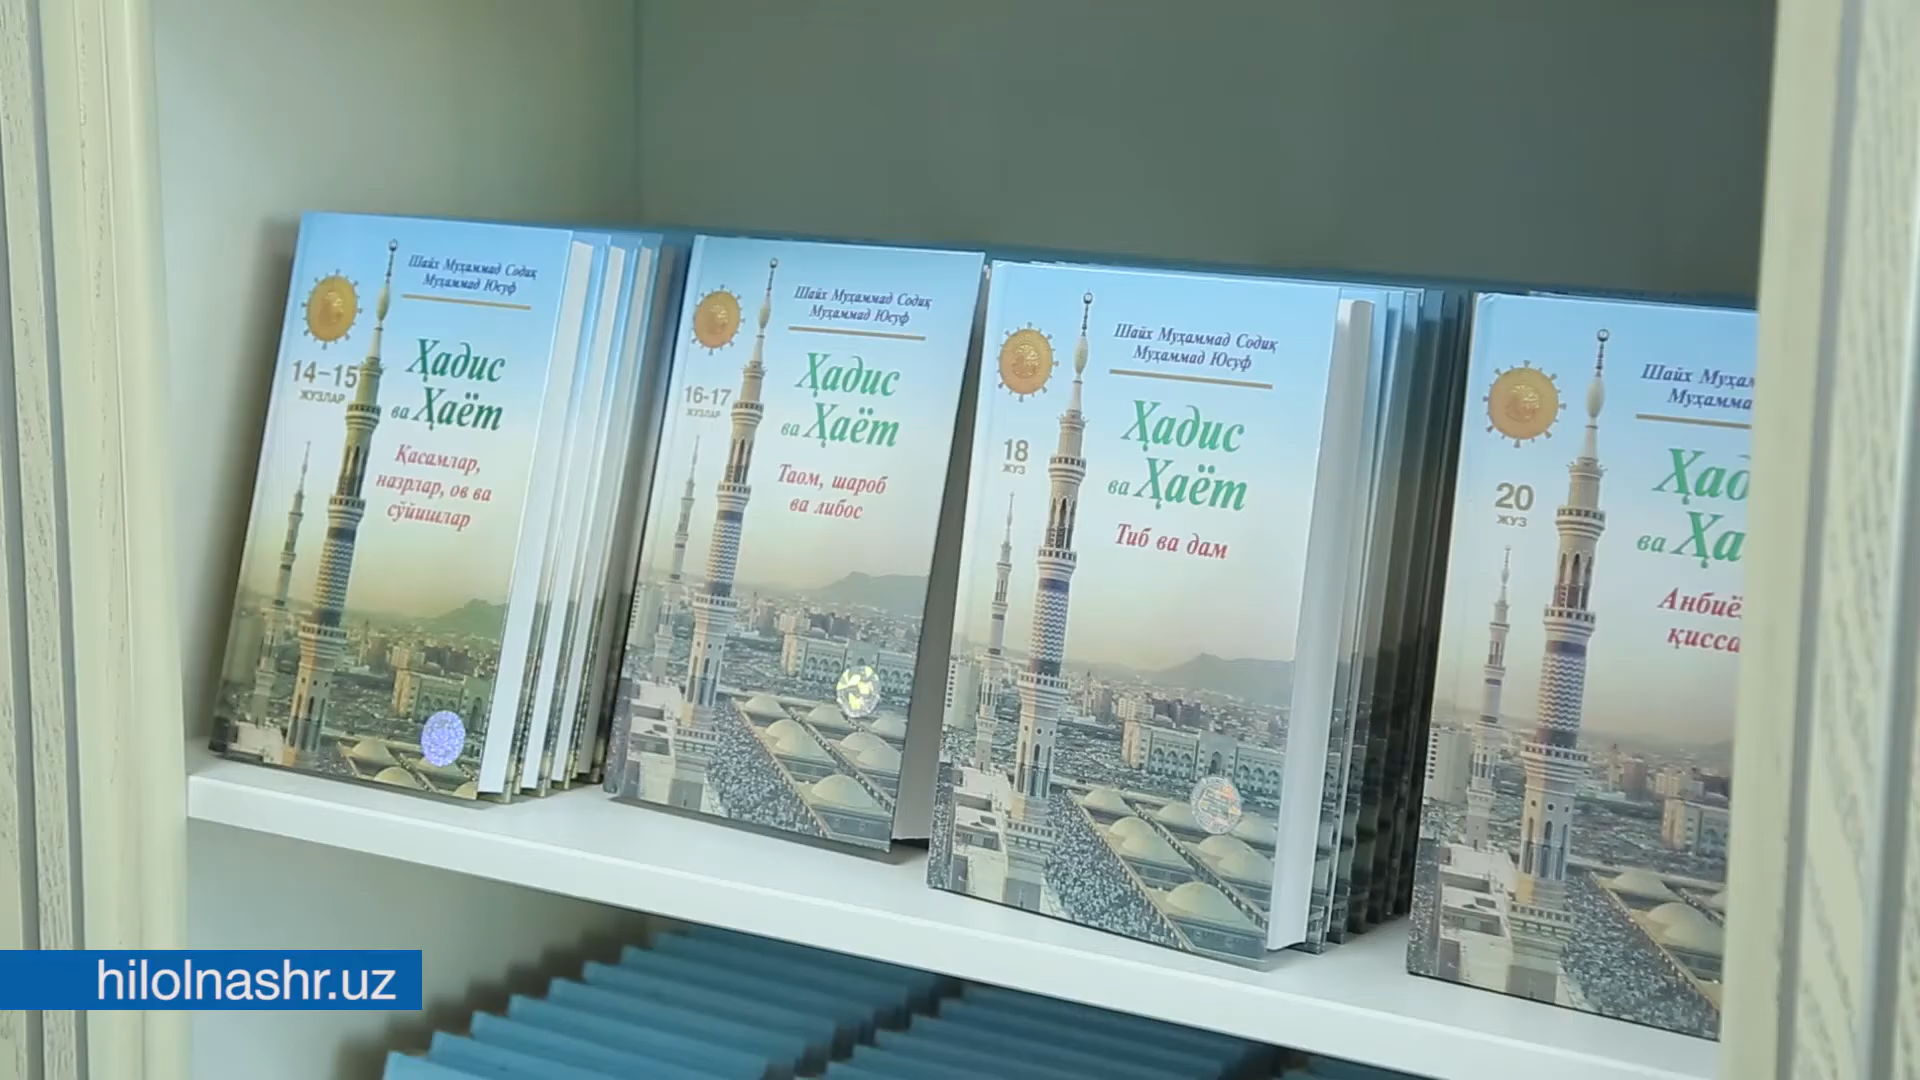 Шайх Муҳаммад Содиқ
Муҳаммад Юсуф
14-15
ЖУЗЛАР
Ҳадис
ва Ҳаёт
Қасамлар,
назрлар, ов ва
сўйишлар
Шайх Муҳаммад Содиқ
Муҳаммад Юсуф
16-17
ЖУЗЛАР
Ҳадис
ва Ҳаёт
Таом, шароб
ва либос
Шайх Муҳаммад Содиқ
Муҳаммад Юсуф
18
ЖУЗ
Ҳадис
ва Ҳаёт
Тиб ва дам
Шайх
20
ЖУЗ
ва
hilolnashr.uz